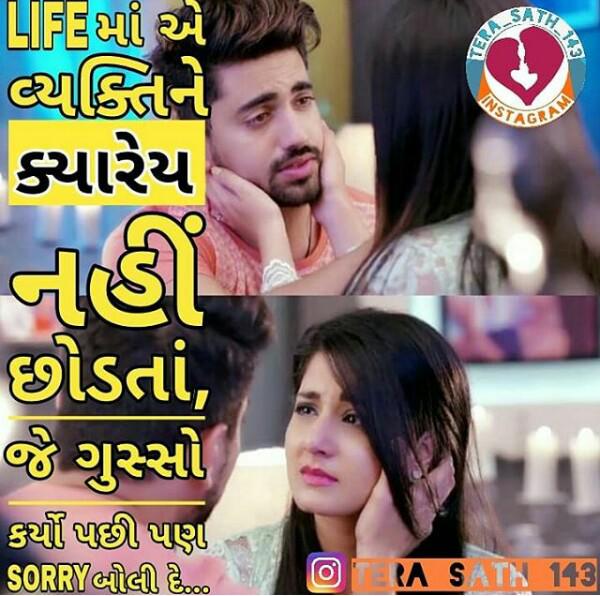 LIFE માં એ
વ્યક્તિને
ક્યારેય
નહીં
છોડતાં,
જે ગુસ્સો
કર્યા પછી પણ
SORRY બોલી દે...
TERA_SATH_143
INSTAGRAM
TERA SATH 143